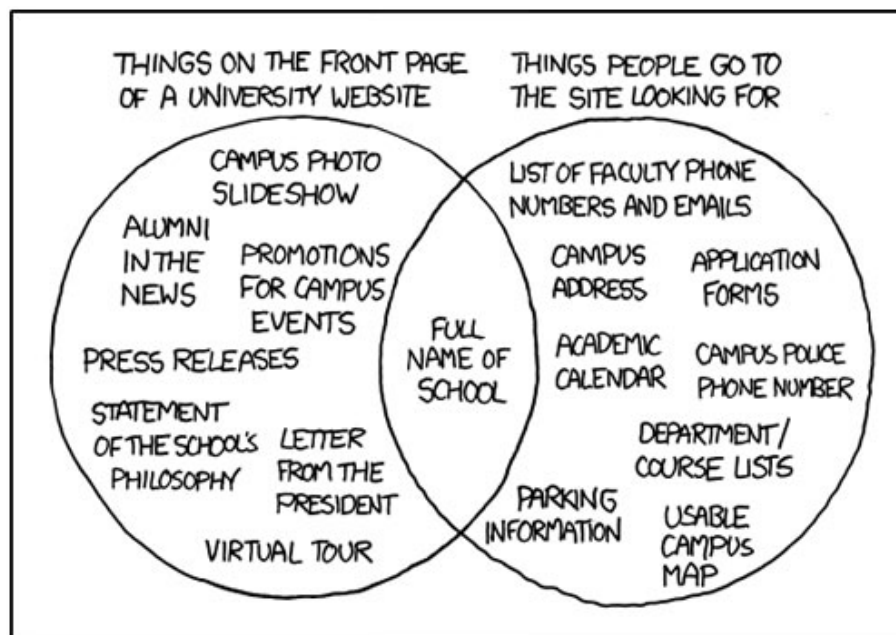 THINGS ON THE FRONT PAGE
OF A UNIVERSITY WEBSITE
THINGS PEOPLE GO TO
THE SITE LOOKING FOR
CAMPUS PHOTO
SLIDESHOW
ALUMNI
IN THE
NEWS
PROMOTIONS
FOR CAMPUS
EVENTS
PRESS RELEASES
STATEMENT
OF THE SCHOOL'S
PHILOSOPHY
LETTER
FROM THE
PRESIDENT
VIRTUAL TOUR
FULL
NAME OF
SCHOOL
LIST OF FACULTY PHONE
NUMBERS AND EMAILS
CAMPUS
ADDRESS
APPLICATION
FORMS
ACADEMIC
CALENDAR
CAMPUS POLICE
PHONE NUMBER
DEPARTMENT/
COURSE LISTS
PARKING
INFORMATION
USABLE
CAMPUS
MAP